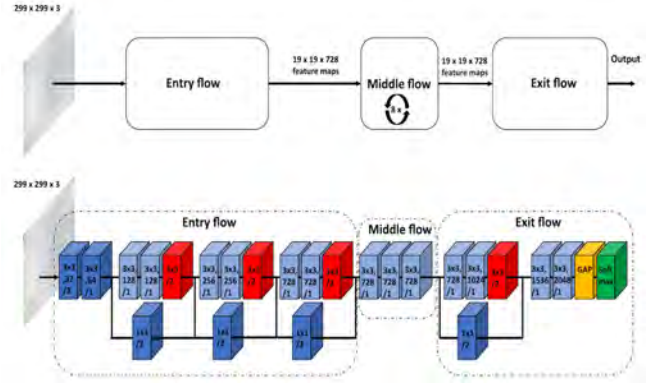 299 x 299 x 3
Entry flow
19 x 19 x 728
feature maps
Middle flow
8 x
19 x 19 x 728
feature maps
Exit flow
Output
299 x 299 x 3
Entry flow
Middle flow
Exit flow
3x3
,32
3x3
,64
/1
3x3,
128
/1
3x3,
128
/1
3x3
/2
3x3,
256
/1
3x3,
256
/1
3x3
/2
3x3,
728
/1
3x3,
728
/1
3x3
/2
3x3,
728
/1
3x3,
728
/1
3x3,
728
/1
3x3,
728
/1
3x3,
1024
/1
3x3
/2
3x3,
1536
/1
3x3,
2048
/1
GAP
Soft
max
1x1
/2
1x1
/2
1x1
/2
1x1
/2